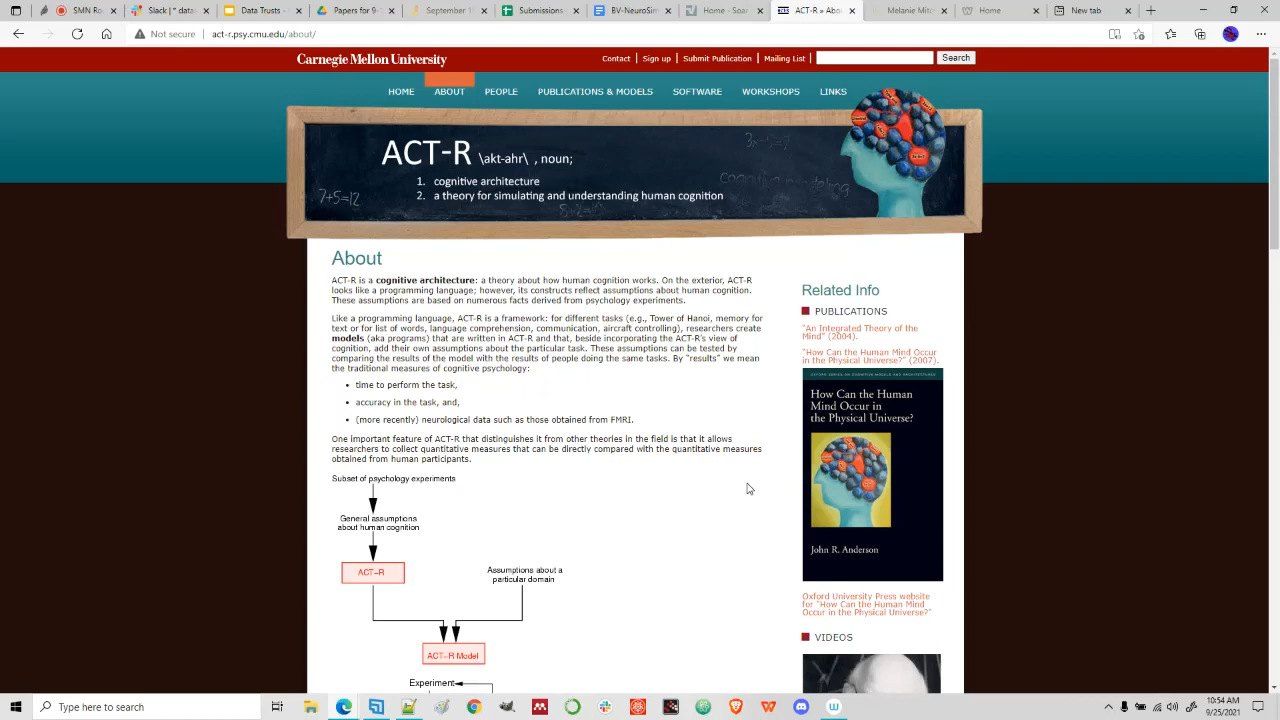 Slack | d
Data Trusts
S
ACT-R
Home
New Tab
Not secure
act-r.psy.cmu.edu/about/
Carnegie Mellon University
Contact | Sign up | Submit Publication | Mailing List |
Search
HOME ABOUT PEOPLE PUBLICATIONS & MODELS SOFTWARE WORKSHOPS LINKS
ACT-R \akt-ahr\ , noun;
1. cognitive architecture
2. a theory for simulating and understanding human cognition
7+5=12
Cognitive modeling
About
ACT-R is a cognitive architecture: a theory about how human cognition works. On the exterior, ACT-R
looks like a programming language; however, its constructs reflect assumptions about human cognition.
These assumptions are based on numerous facts derived from psychology experiments.
Like a programming language, ACT-R is a framework: for different tasks (e.g., Tower of Hanoi, memory for
text or for list of words, language comprehension, communication, aircraft controlling), researchers create
models (aka programs) that are written in ACT-R and that, beside incorporating the ACT-R's view of
cognition, add their own assumptions about the particular task. These assumptions can be tested by
comparing the results of the model with the results of people doing the same tasks. By “results” we mean
the traditional measures of cognitive psychology:
• time to perform the task,
• accuracy in the task, and,
• (more recently) neurological data such as those obtained from FMRI.
One important feature of ACT-R that distinguishes it from other theories in the field is that it allows
researchers to collect quantitative measures that can be directly compared with the quantitative measures
obtained from human participants.
Subset of psychology experiments
General assumptions
about human cognition
ACT-R
Assumptions about a
particular domain
ACT-R Model
Experiment
Related Info
PUBLICATIONS
"An Integrated Theory of the
Mind" (2004).
"How Can the Human Mind Occur
in the Physical Universe?" (2007).
OXFORD SERIES ON COGNITIVE MODELS AND ARCHITECTURES
How Can the Human
Mind Occur in
the Physical Universe?
John R. Anderson
Oxford University Press website
for "How Can the Human Mind
Occur in the Physical Universe?"
VIDEOS
Type here to search
10:54 AM
9/25/2021